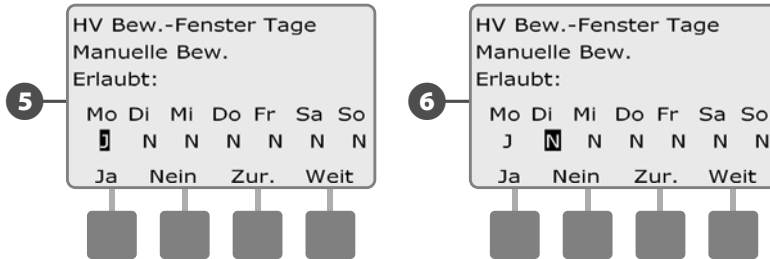 5
HV Bew.-Fenster Tage
Manuelle Bew.
Erlaubt:
Mo Di Mi Do Fr Sa So
J N N N N N N
Ja Nein Zur. Weit
6
HV Bew.-Fenster Tage
Manuelle Bew.
Erlaubt:
Mo Di Mi Do Fr Sa So
J N N N N N N
Ja Nein Zur. Weit